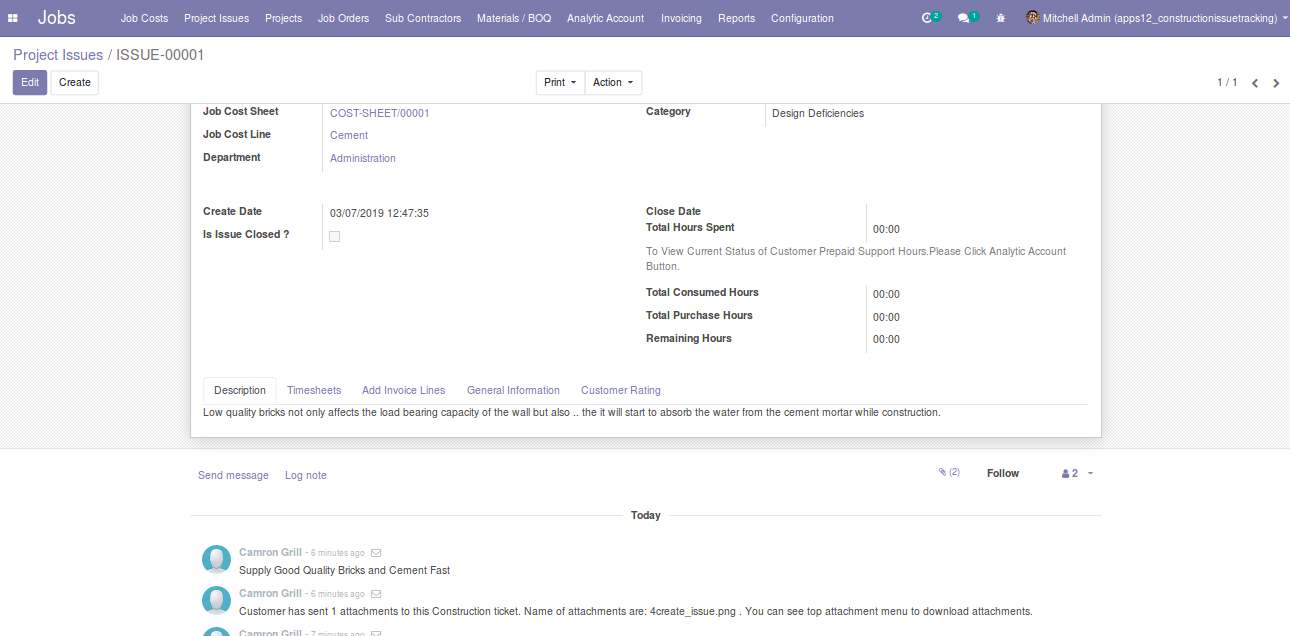 Jobs Job Costs Project Issues Projects Job Orders Sub Contractors Materials / BOQ Analytic Account Invoicing Reports Configuration 2 1 Mitchell Admin (apps12_constructionissuetracking)
Project Issues / ISSUE-00001
Edit Create Print Action 1 / 1
Job Cost Sheet COST-SHEET/00001 Category Design Deficiencies
Job Cost Line Cement
Department Administration
Create Date 03/07/2019 12:47:35 Close Date
Total Hours Spent 00:00
Is Issue Closed ?
To View Current Status of Customer Prepaid Support Hours.Please Click Analytic Account
Button.
Total Consumed Hours 00:00
Total Purchase Hours 00:00
Remaining Hours 00:00
Description Timesheets Add Invoice Lines General Information Customer Rating
Low quality bricks not only affects the load bearing capacity of the wall but also .. the it will start to absorb the water from the cement mortar while construction.
Send message Log note (2) Follow 2
Today
Camron Grill - 6 minutes ago
Supply Good Quality Bricks and Cement Fast
Camron Grill - 6 minutes ago
Customer has sent 1 attachments to this Construction ticket. Name of attachments are: 4create_issue.png . You can see top attachment menu to download attachments.
Camron Grill - 7 minutes ago